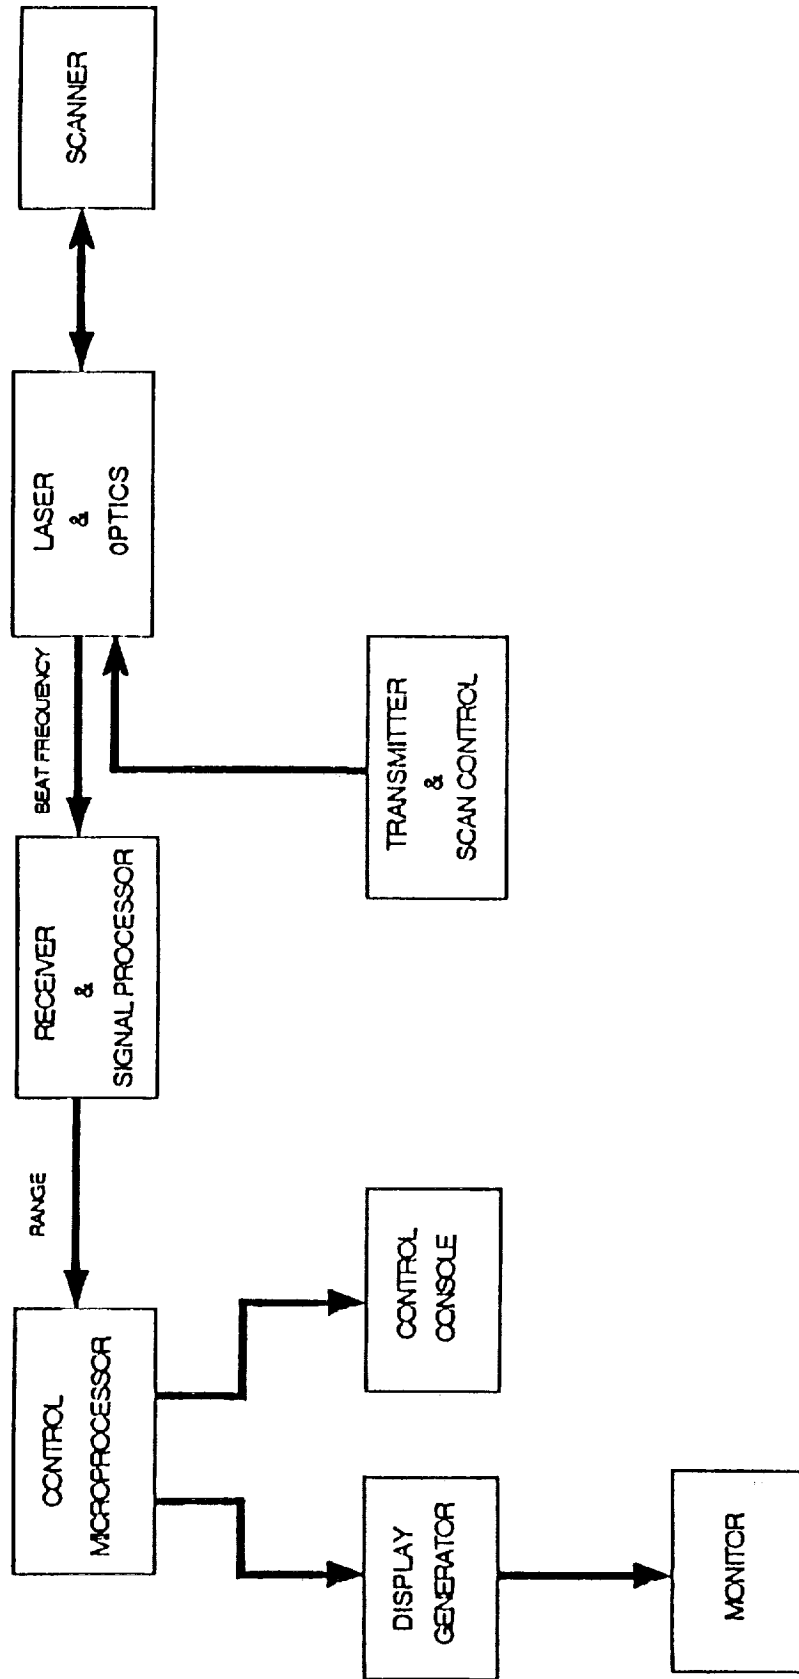 CONTROL
MICROPROCESSOR
RANGE
RECEIVER
&
SIGNAL PROCESSOR
BEAT FREQUENCY
LASER
&
OPTICS
SCANNER
DISPLAY
GENERATOR
CONTROL
CONSOLE
TRANSMITTER
&
SCAN CONTROL
MONITOR